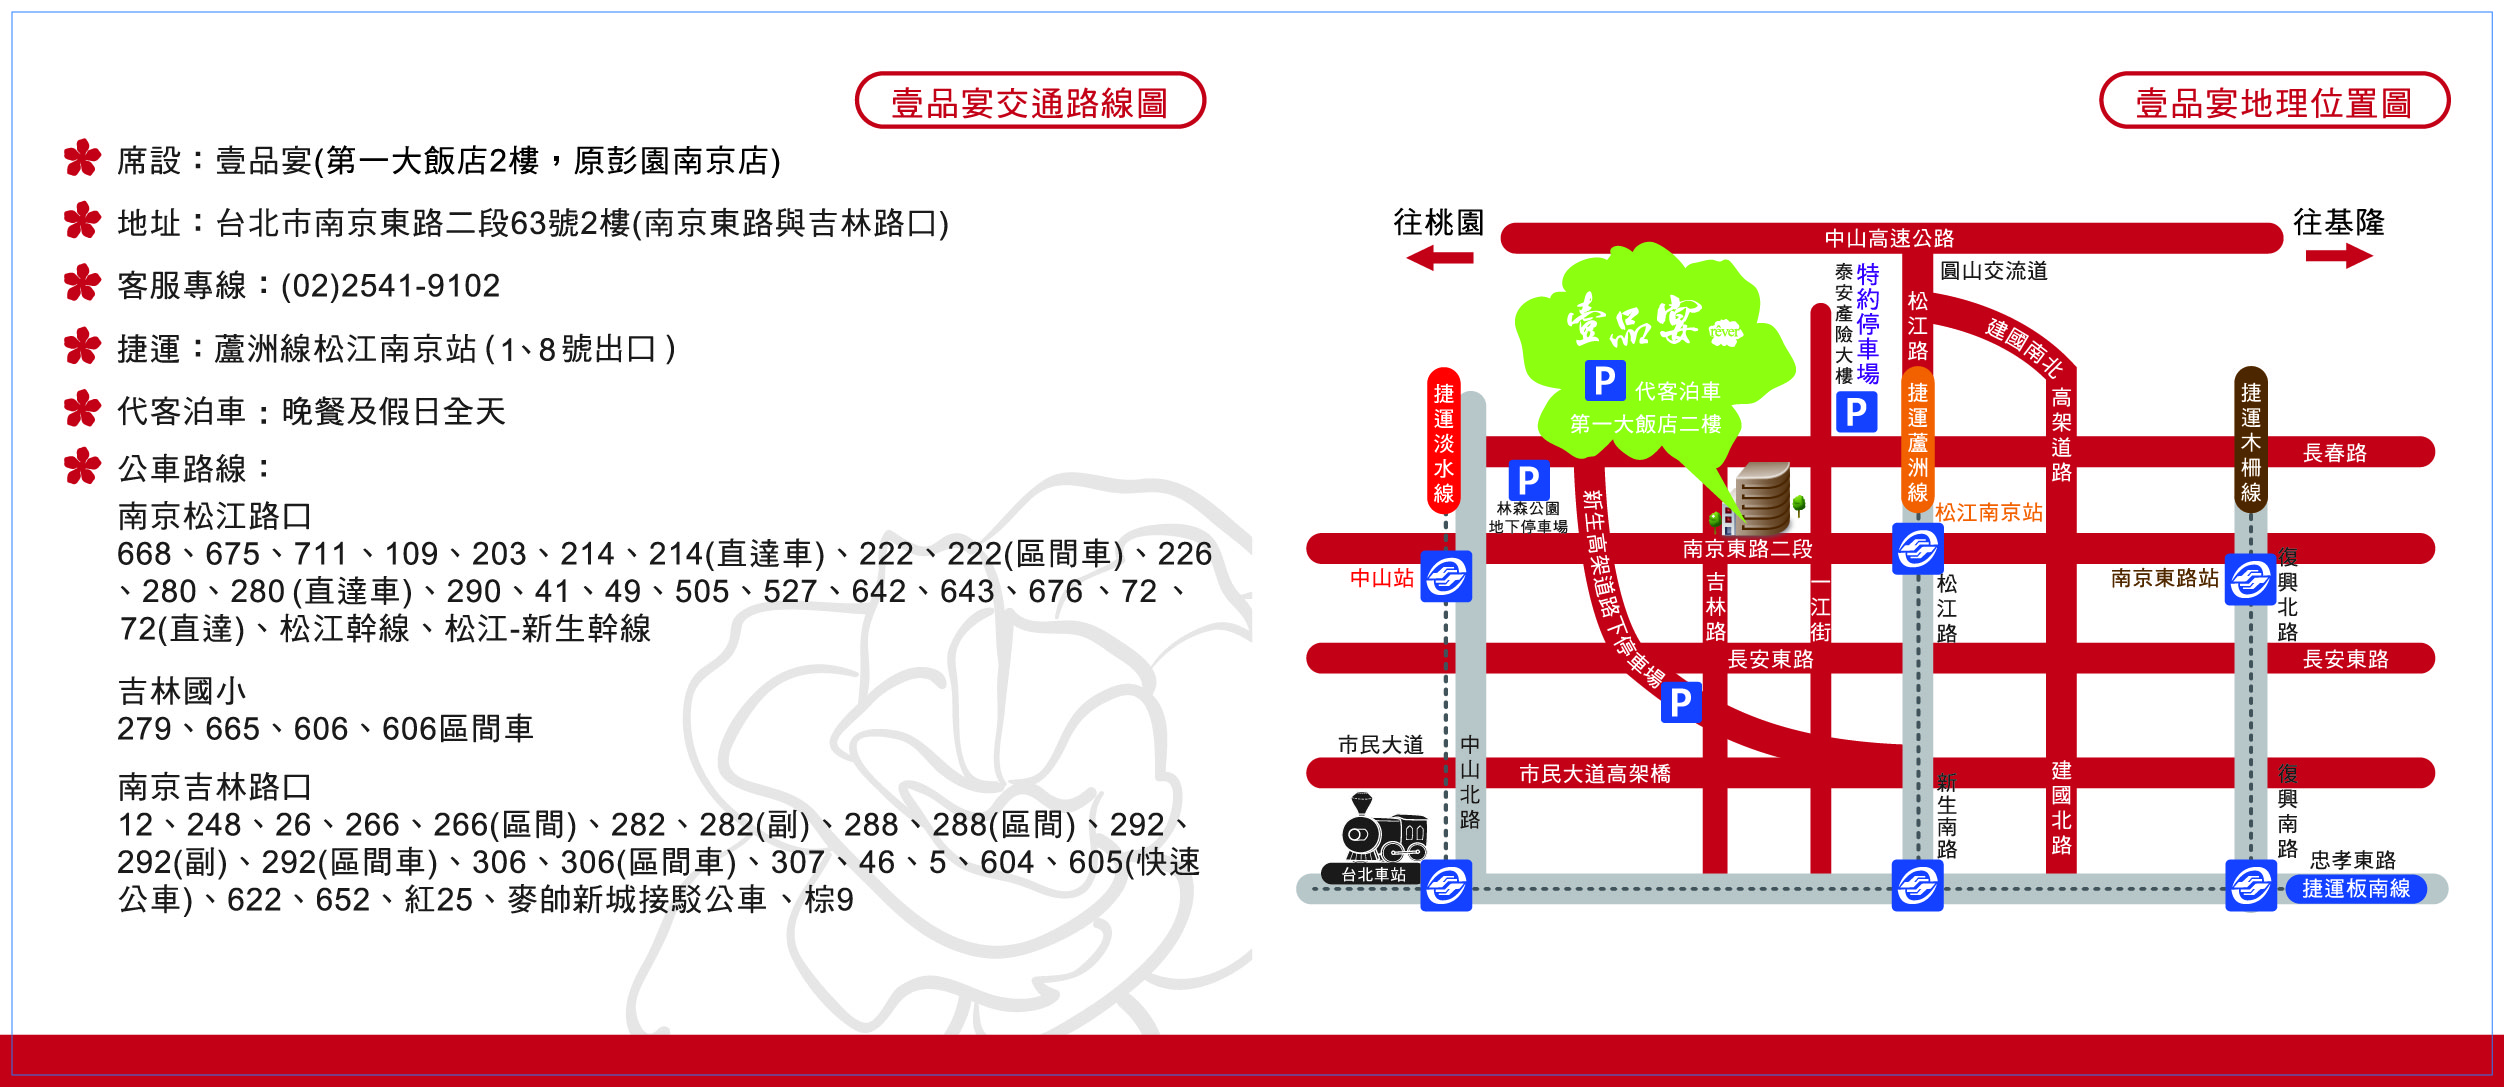 壹品宴交通路線圖
席設：壹品宴(第一大飯店2樓，原彭園南京店)
地址：台北市南京東路二段63號2樓(南京東路與吉林路口)
客服專線：(02)2541-9102
捷運：蘆洲線松江南京站(1、8號出口)
代客泊車：晚餐及假日全天
公車路線：
南京松江路口
668、675、711、109、203、214、214(直達車)、222、222(區間車)、226
、280、280(直達車)、290、41、49、505、527、642、643、676、72、
72(直達)、松江幹線、松江-新生幹線
吉林國小
279、665、606、606區間車
南京吉林路口
12、248、26、266、266(區間)、282、282(副)、288、288(區間)、292、
292(副)、292(區間車)、306、306(區間車)、307、46、5、604、605(快速
公車)、622、652、紅25、麥帥新城接駁公車、棕9
壹品宴地理位置圖
往桃園
往基隆
中山高速公路
圓山交流道
特約停車場
泰安產險大樓
松江路
建國南北
高架道路
壹品宴
rêver
P
代客泊車
第一大飯店二樓
P
捷運淡水線
捷運蘆洲線
捷運木柵線
長春路
P
林森公園
地下停車場
新生高架道路下停車場
松江南京站
南京東路二段
中山站
南京東路站
吉林路
一江街
松江路
復興北路
長安東路
長安東路
P
市民大道
市民大道高架橋
中山北路
新生南路
建國北路
復興南路
忠孝東路
台北車站
捷運板南線